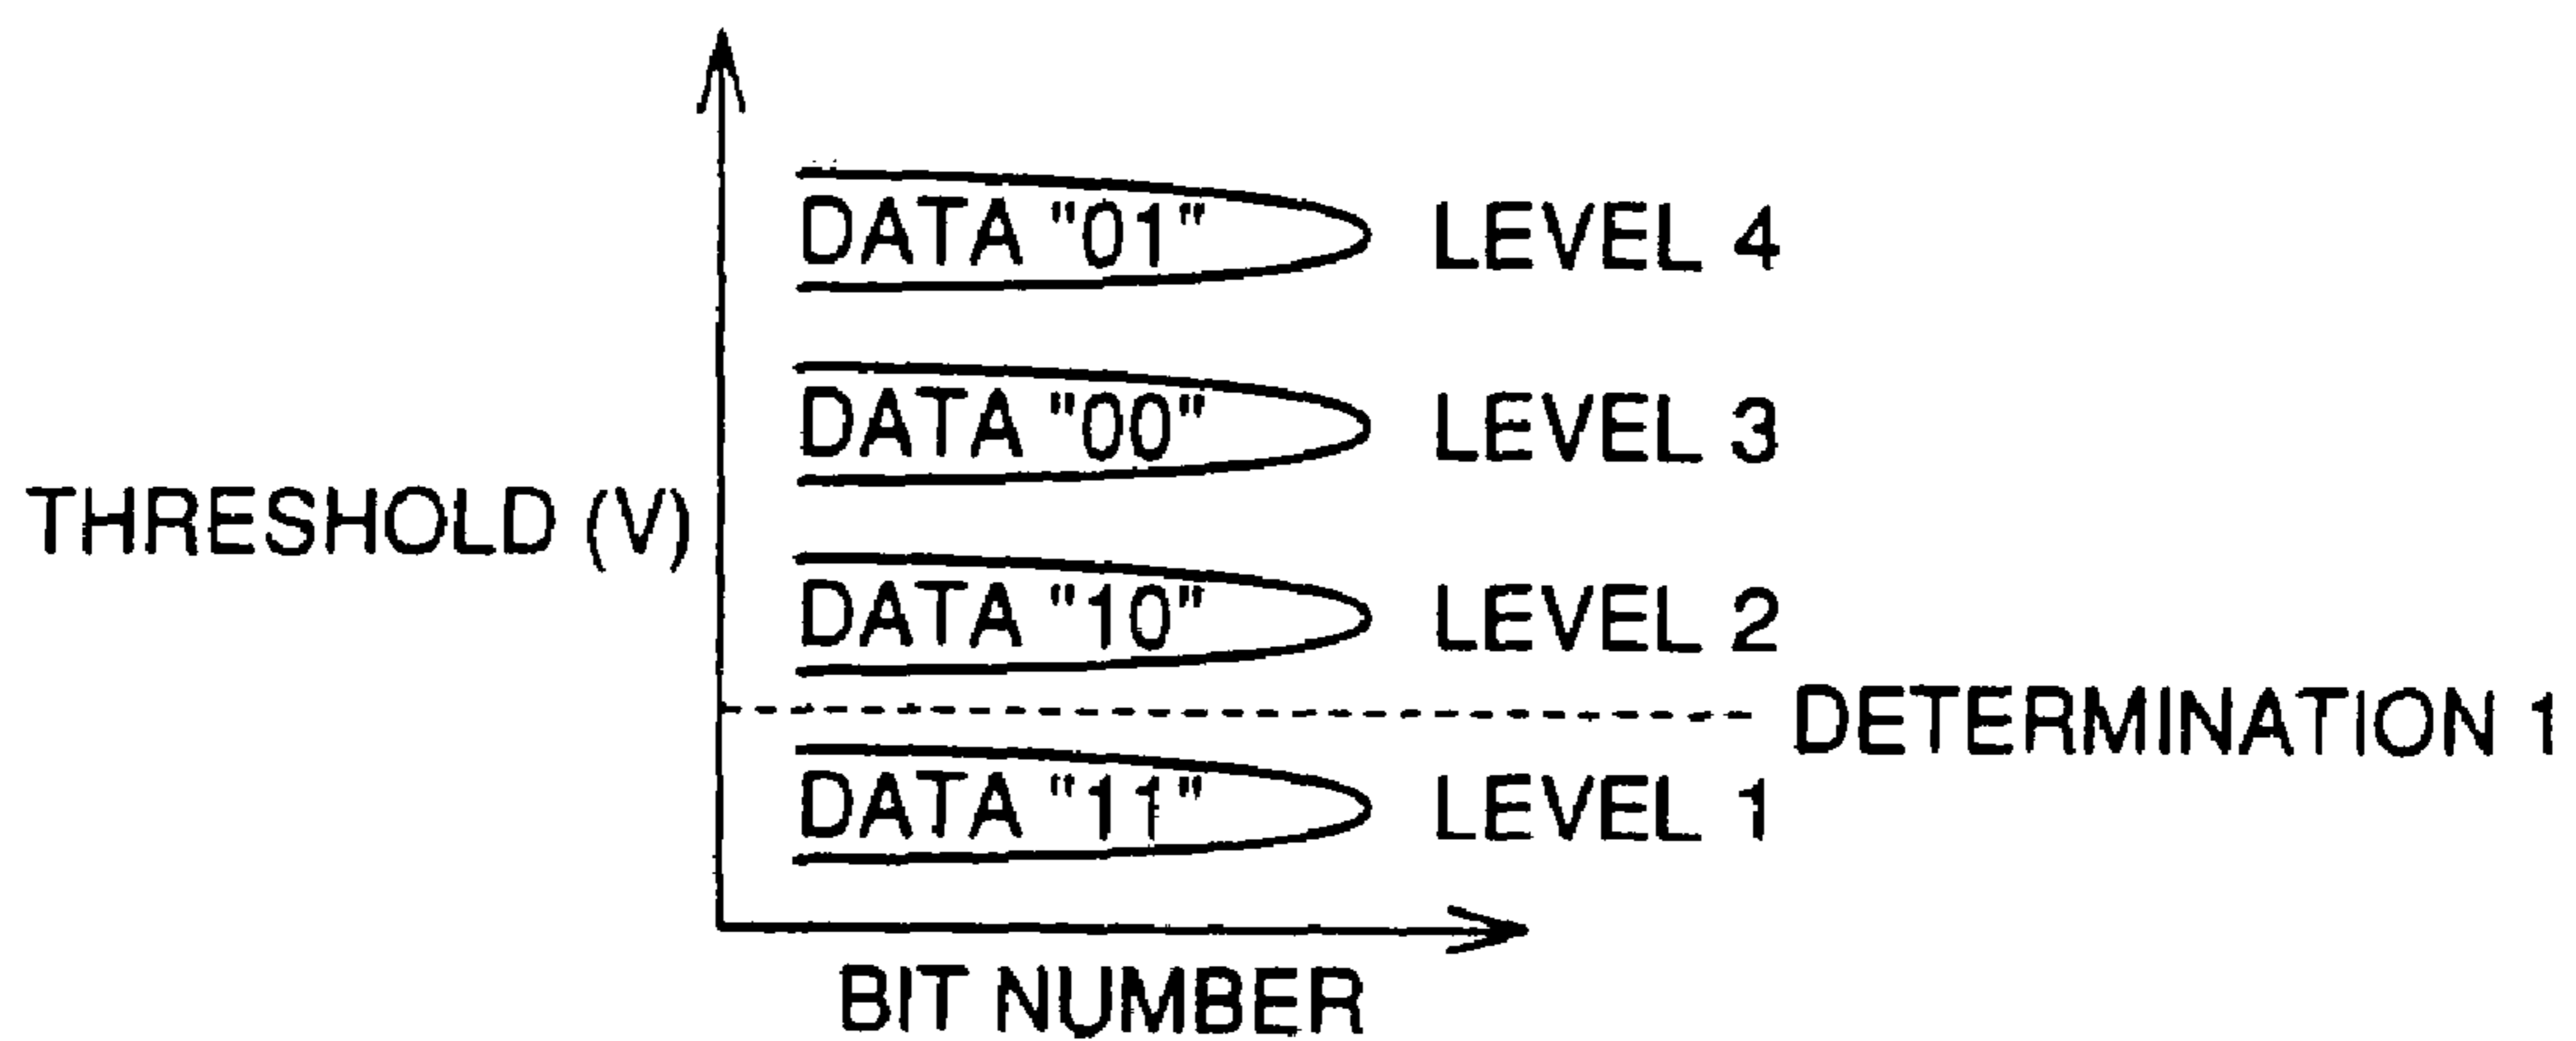 DATA "01" LEVEL 4
DATA "00" LEVEL 3
THRESHOLD (V)
DATA "10" LEVEL 2
DETERMINATION 1
DATA "11" LEVEL 1
BIT NUMBER